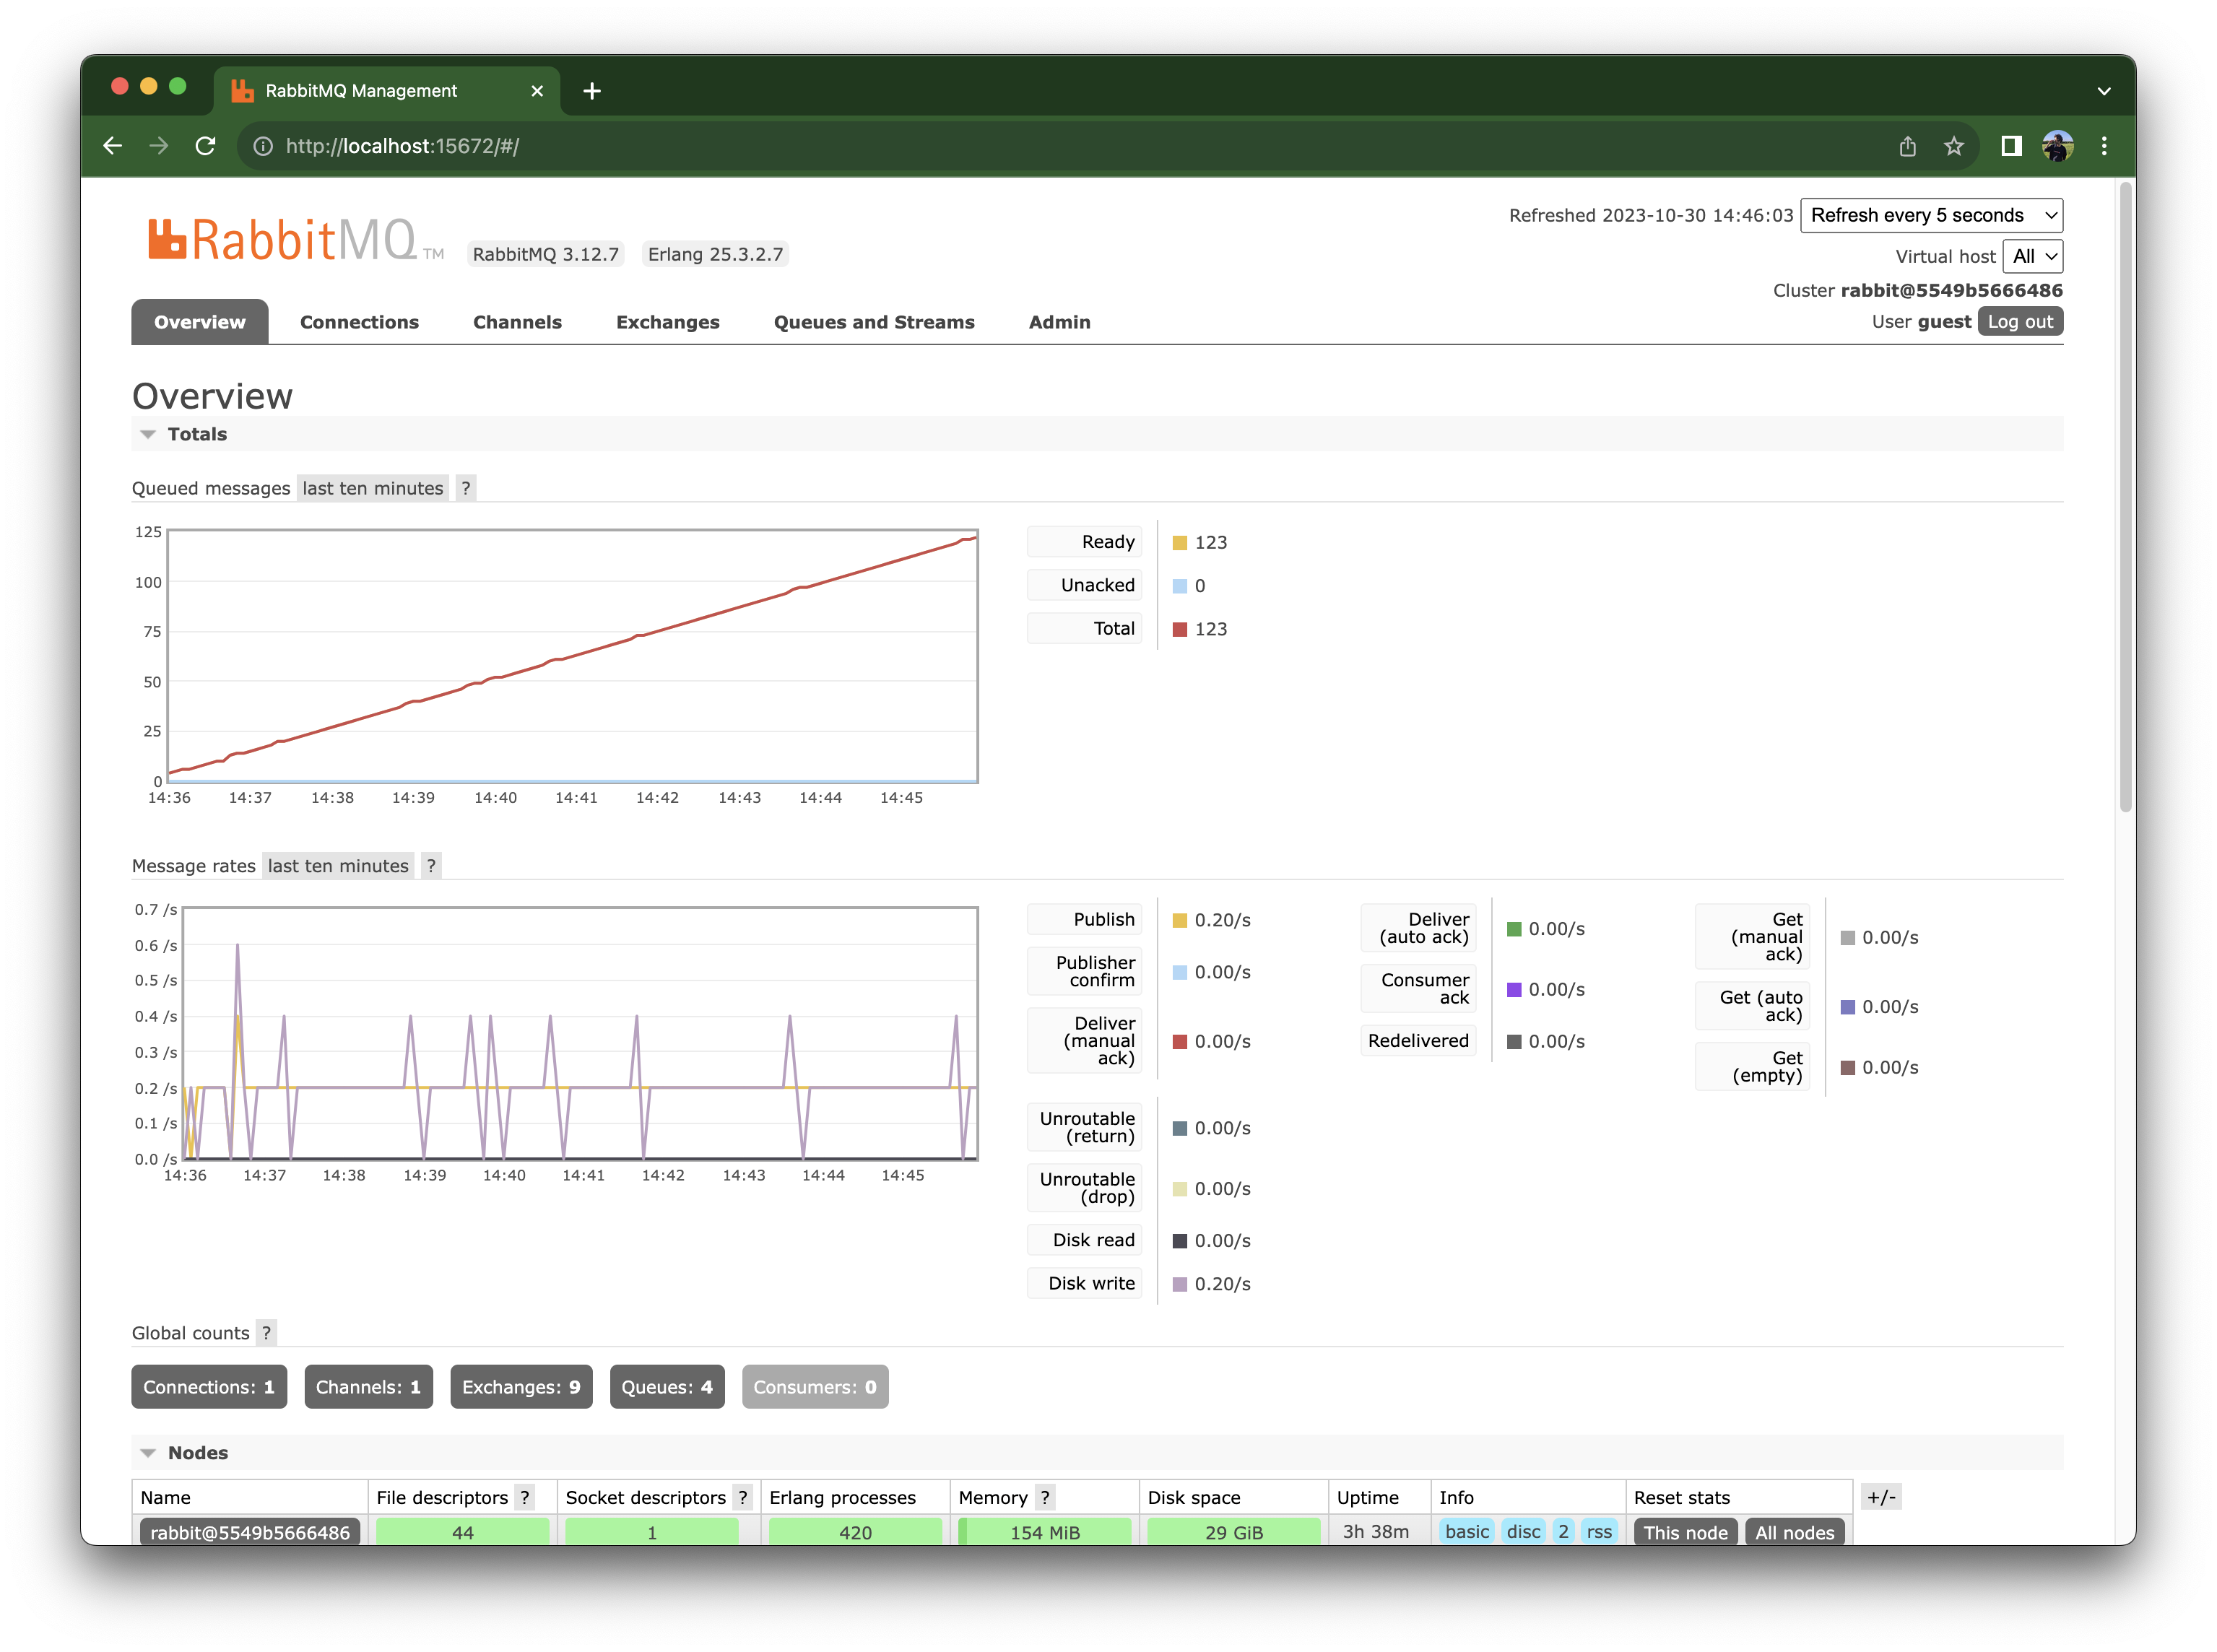 RabbitMQ Management
http://localhost:15672/#/
RabbitMQ TM
RabbitMQ 3.12.7 Erlang 25.3.2.7
Refreshed 2023-10-30 14:46:03 Refresh every 5 seconds
Virtual host All
Cluster rabbit@5549b5666486
User guest Log out
Overview Connections Channels Exchanges Queues and Streams Admin
Overview
Totals
Queued messages last ten minutes ?
125
100
75
50
25
0
14:36 14:37 14:38 14:39 14:40 14:41 14:42 14:43 14:44 14:45
Ready 123
Unacked 0
Total 123
Message rates last ten minutes ?
0.7 /s
0.6 /s
0.5 /s
0.4 /s
0.3 /s
0.2 /s
0.1 /s
0.0 /s
14:36 14:37 14:38 14:39 14:40 14:41 14:42 14:43 14:44 14:45
Publish 0.20/s
Publisher
confirm 0.00/s
Deliver
(manual
ack) 0.00/s
Unroutable
(return) 0.00/s
Unroutable
(drop) 0.00/s
Disk read 0.00/s
Disk write 0.20/s
Deliver
(auto ack) 0.00/s
Consumer
ack 0.00/s
Redelivered 0.00/s
Get
(manual
ack) 0.00/s
Get (auto
ack) 0.00/s
Get
(empty) 0.00/s
Global counts ?
Connections: 1 Channels: 1 Exchanges: 9 Queues: 4 Consumers: 0
Nodes
Name File descriptors ? Socket descriptors ? Erlang processes Memory ? Disk space Uptime Info Reset stats +/-
rabbit@5549b5666486 44 1 420 154 MiB 29 GiB 3h 38m basic disc 2 rss This node All nodes